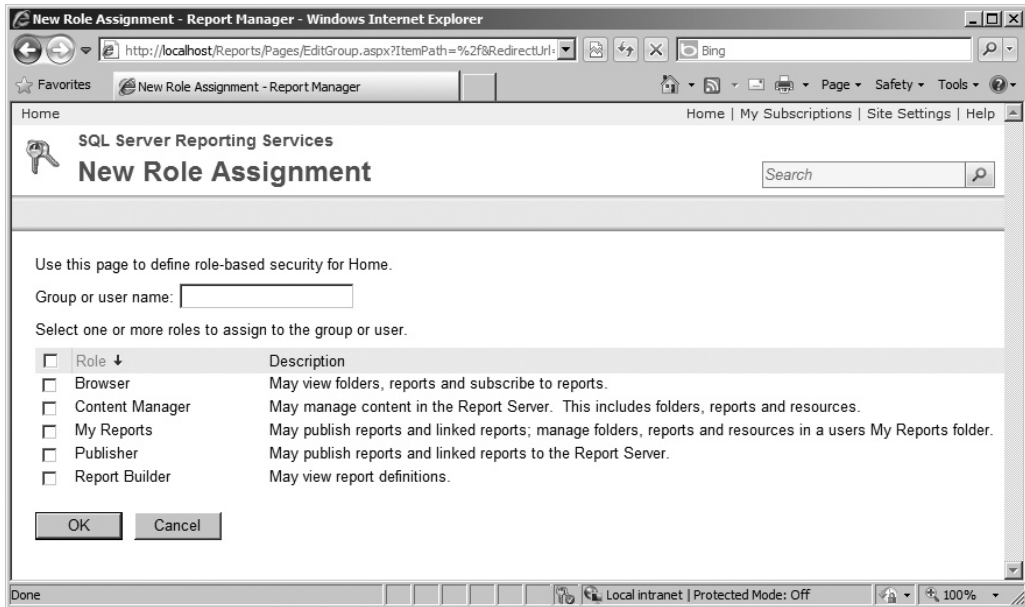 New Role Assignment - Report Manager - Windows Internet Explorer
http://localhost/Reports/Pages/EditGroup.aspx?ItemPath=%2f&RedirectUrl=
Bing
Favorites New Role Assignment - Report Manager Page Safety Tools
Home Home | My Subscriptions | Site Settings | Help
SQL Server Reporting Services
New Role Assignment
Search
Use this page to define role-based security for Home.
Group or user name:
Select one or more roles to assign to the group or user.
Role Description
Browser May view folders, reports and subscribe to reports.
Content Manager May manage content in the Report Server. This includes folders, reports and resources.
My Reports May publish reports and linked reports; manage folders, reports and resources in a users My Reports folder.
Publisher May publish reports and linked reports to the Report Server.
Report Builder May view report definitions.
OK Cancel
Done Local intranet | Protected Mode: Off 100%